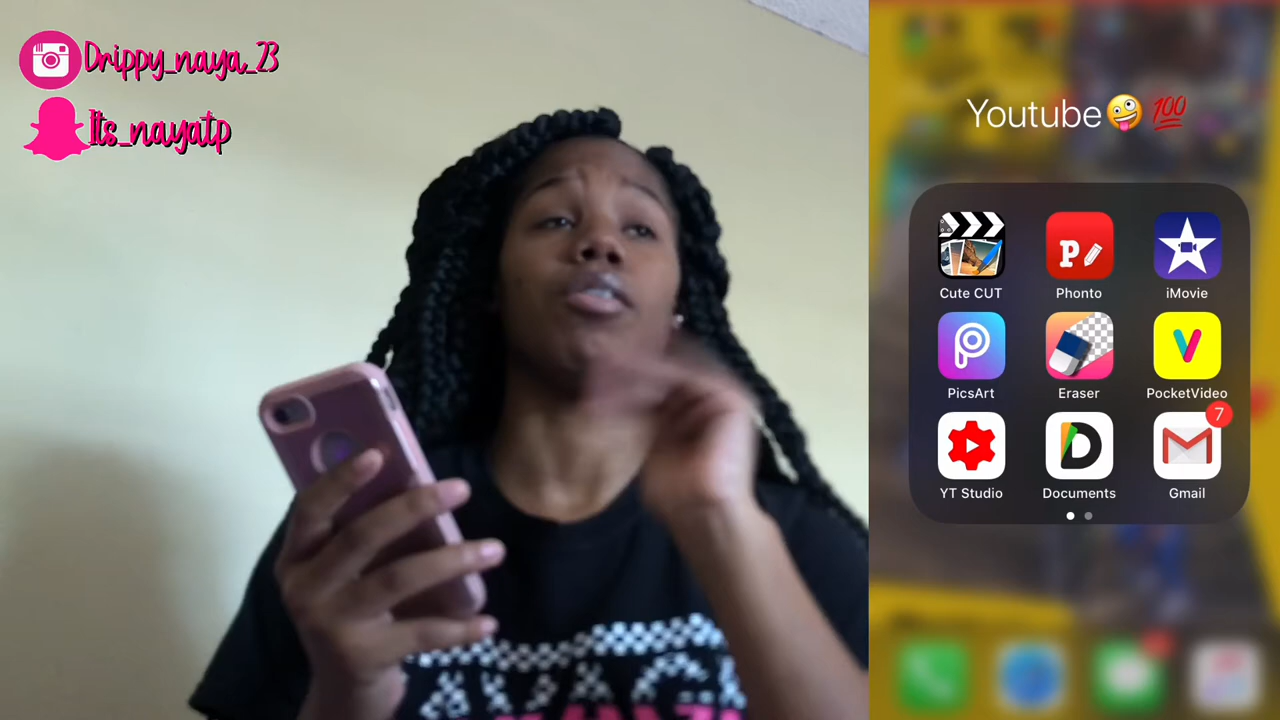 Drippy_naya_23
Its_nayatp
Youtube🤪💯
Cute CUT
Phonto
iMovie
PicsArt
Eraser
PocketVideo
7
YT Studio
Documents
Gmail